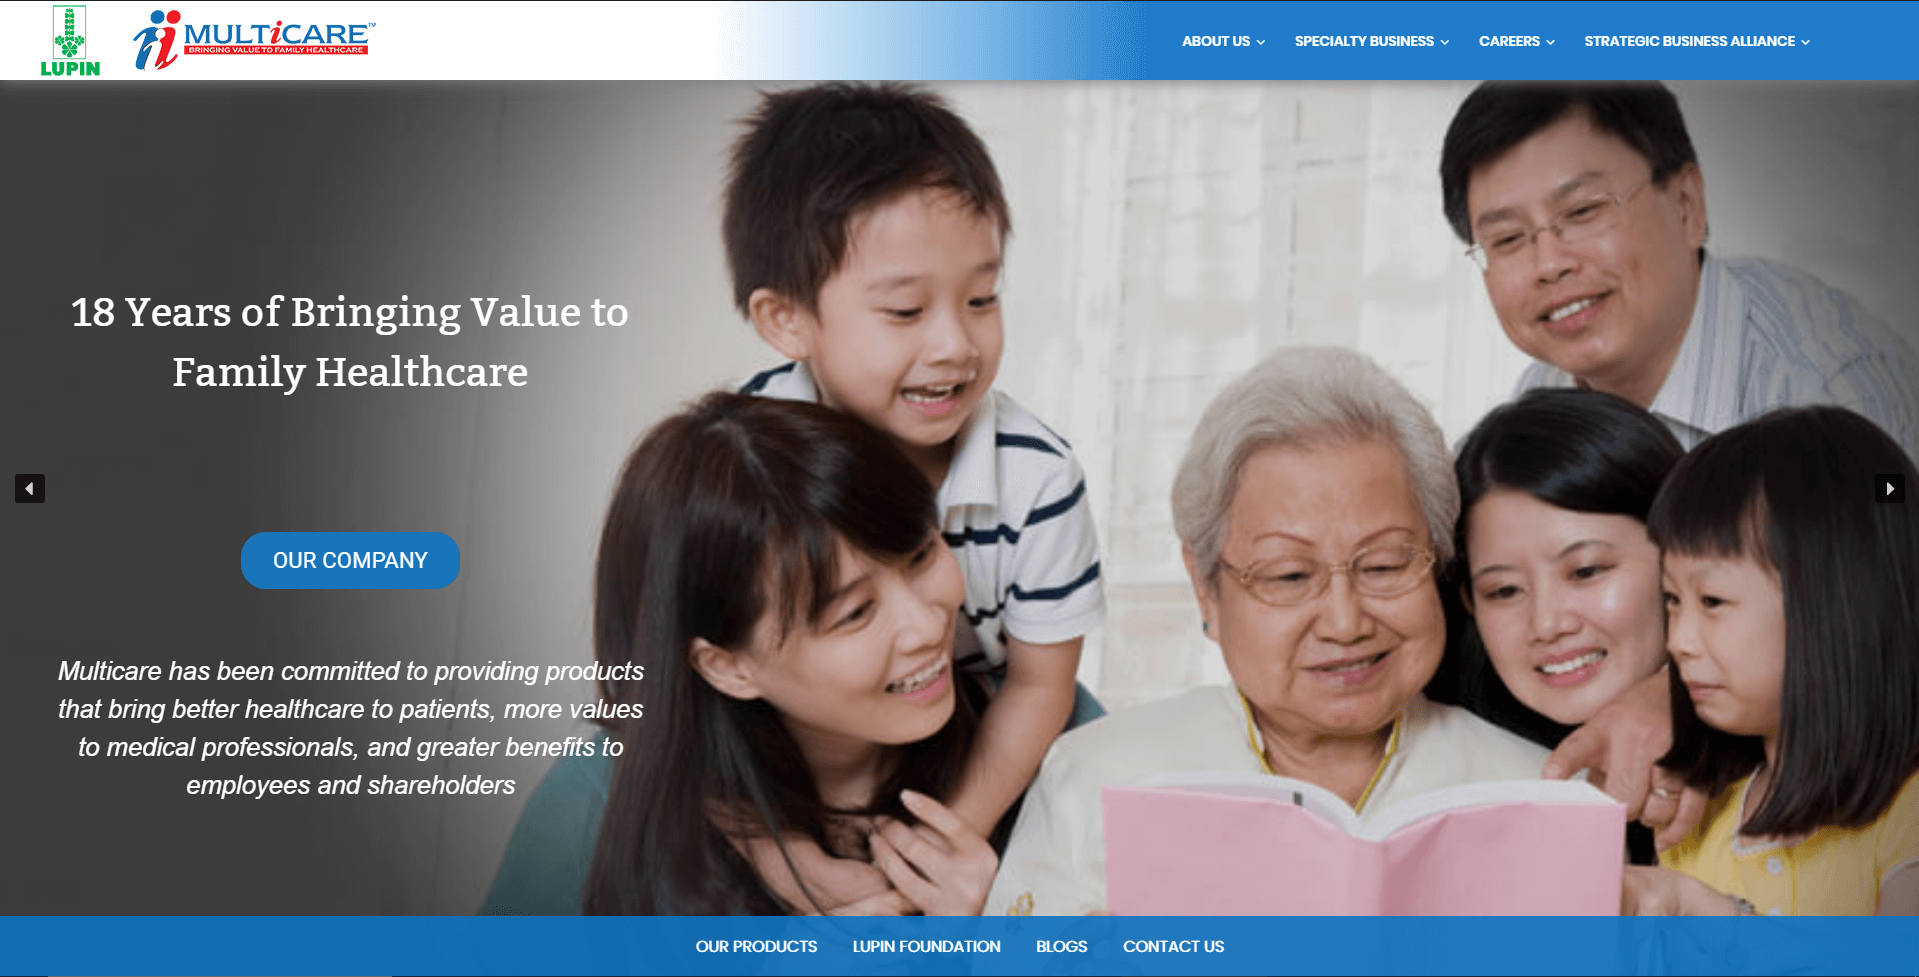 LUPIN
MULTiCARE™
BRINGING VALUE TO FAMILY HEALTHCARE
ABOUT US
SPECIALTY BUSINESS
CAREERS
STRATEGIC BUSINESS ALLIANCE
18 Years of Bringing Value to
Family Healthcare
OUR COMPANY
Multicare has been committed to providing products
that bring better healthcare to patients, more values
to medical professionals, and greater benefits to
employees and shareholders
OUR PRODUCTS
LUPIN FOUNDATION
BLOGS
CONTACT US